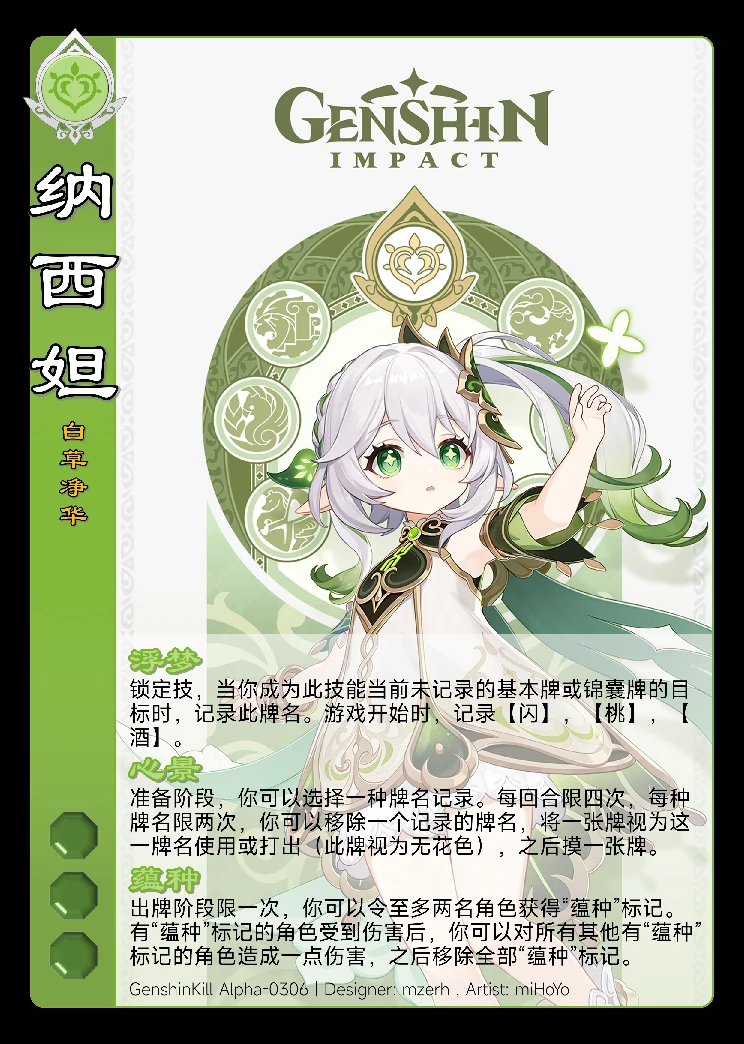 GENSHIN
IMPACT
纳西妲
白草净华
浮梦
锁定技，当你成为此技能当前未记录的基本牌或锦囊牌的目
标时，记录此牌名。游戏开始时，记录【闪】，【桃】，【
酒】。
心景
准备阶段，你可以选择一种牌名记录。每回合限四次，每种
牌名限两次，你可以移除一个记录的牌名，将一张牌视为这
一牌名使用或打出（此牌视为无花色），之后摸一张牌。
蕴种
出牌阶段限一次，你可以令至多两名角色获得“蕴种”标记。
有“蕴种”标记的角色受到伤害后，你可以对所有其他有“蕴种”
标记的角色造成一点伤害，之后移除全部“蕴种”标记。
GenshinKill Alpha-0306 | Designer: mzerh . Artist: miHoYo